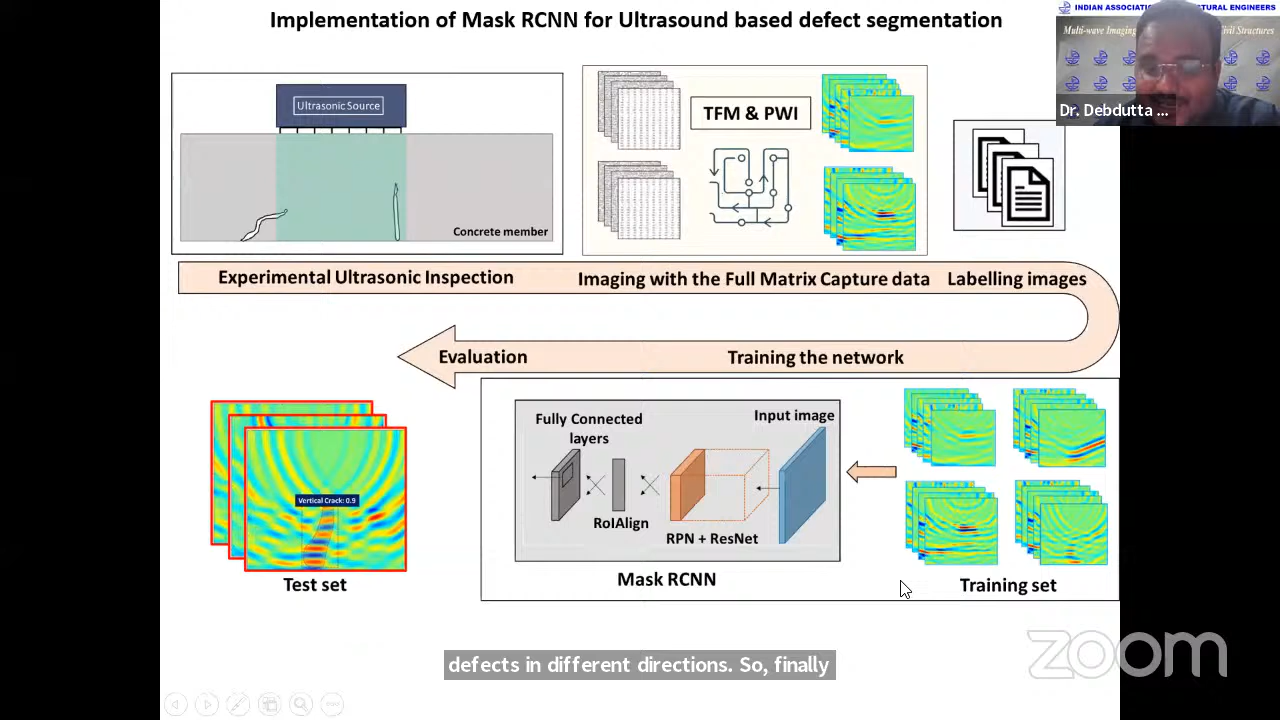 Implementation of Mask RCNN for Ultrasound based defect segmentation
INDIAN ASSOCIATION
STRUCTURAL ENGINEERS
Multi-wave Imaging
Civil Structures
Dr. Debdutta ...
Ultrasonic Source
Concrete member
TFM & PWI
Experimental Ultrasonic Inspection
Imaging with the Full Matrix Capture data
Labelling images
Evaluation
Training the network
Fully Connected
layers
Input image
RoIAlign
RPN + ResNet
Mask RCNN
Vertical Crack: 0.9
Test set
Training set
defects in different directions. So, finally
zoom